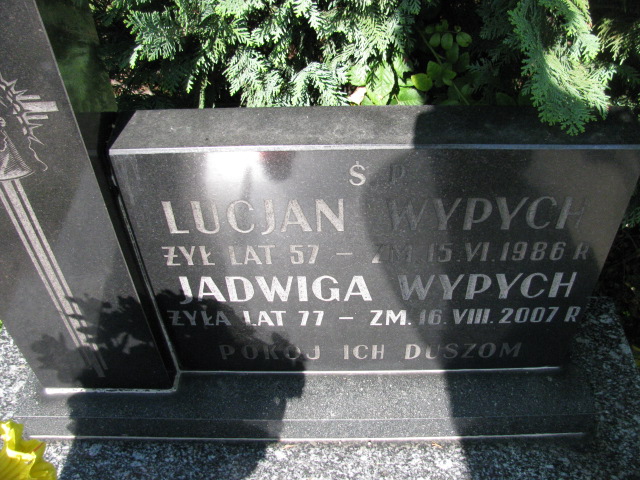 Ś P
LUCJAN WYPYCH
ŻYŁ LAT 57 - ZM. 15. VI. 1986 R
JADWIGA WYPYCH
ŻYŁA LAT 77 - ZM. 16. VIII. 2007 R
POKÓJ ICH DUSZOM